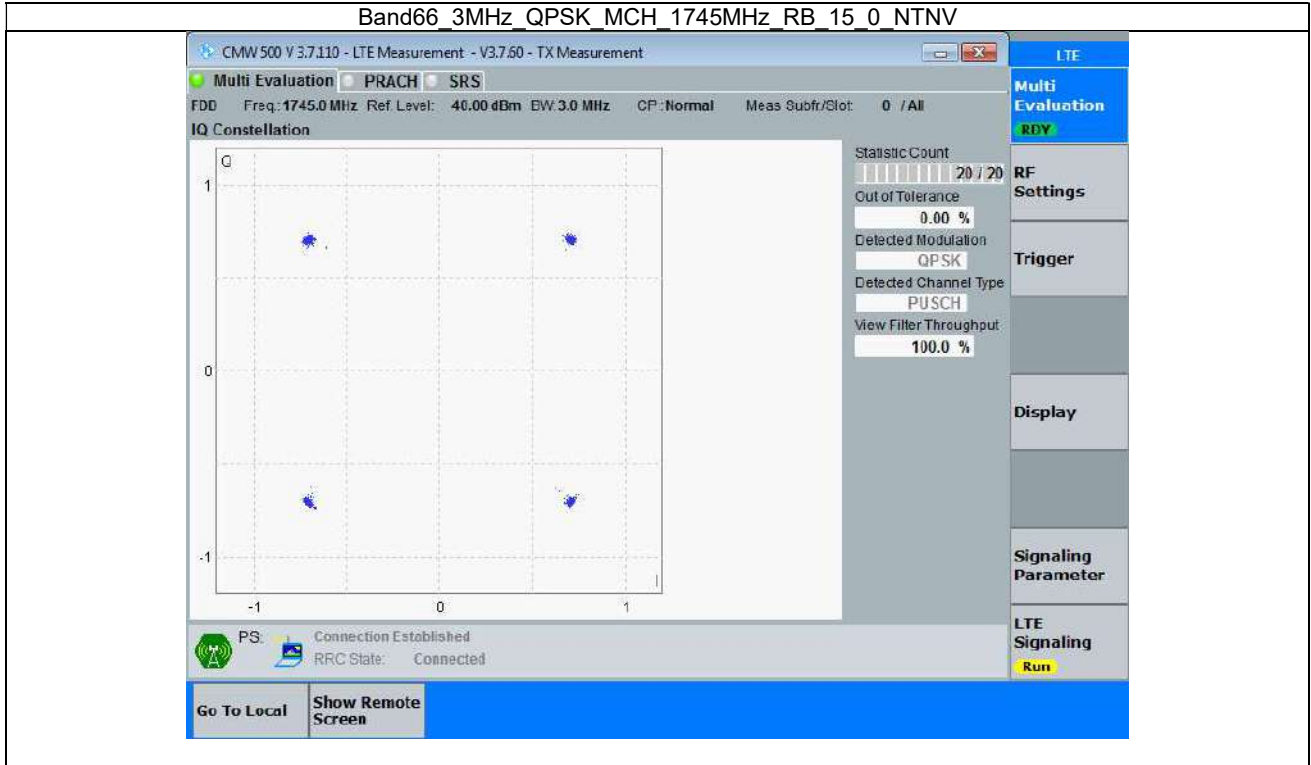 Band66_3MHz_QPSK_MCH_1745MHz_RB_15_0_NTNV
CMW 500 V 3.7.110 - LTE Measurement - V3.7.60 - TX Measurement
LTE
Multi Evaluation PRACH SRS
Multi
Evaluation
RDY
FDD Freq.: 1745.0 MHz Ref. Level: 40.00 dBm BW: 3.0 MHz CP: Normal Meas Subfr/Slot: 0 / All
IQ Constellation
Q
1
0
-1
-1 0 1
I
Statistic Count
20 / 20
Out of Tolerance
0.00 %
Detected Modulation
QPSK
Detected Channel Type
PUSCH
View Filter Throughput
100.0 %
RF
Settings
Trigger
Display
Signaling
Parameter
LTE
Signaling
Run
PS: Connection Established
RRC State: Connected
Go To Local
Show Remote
Screen